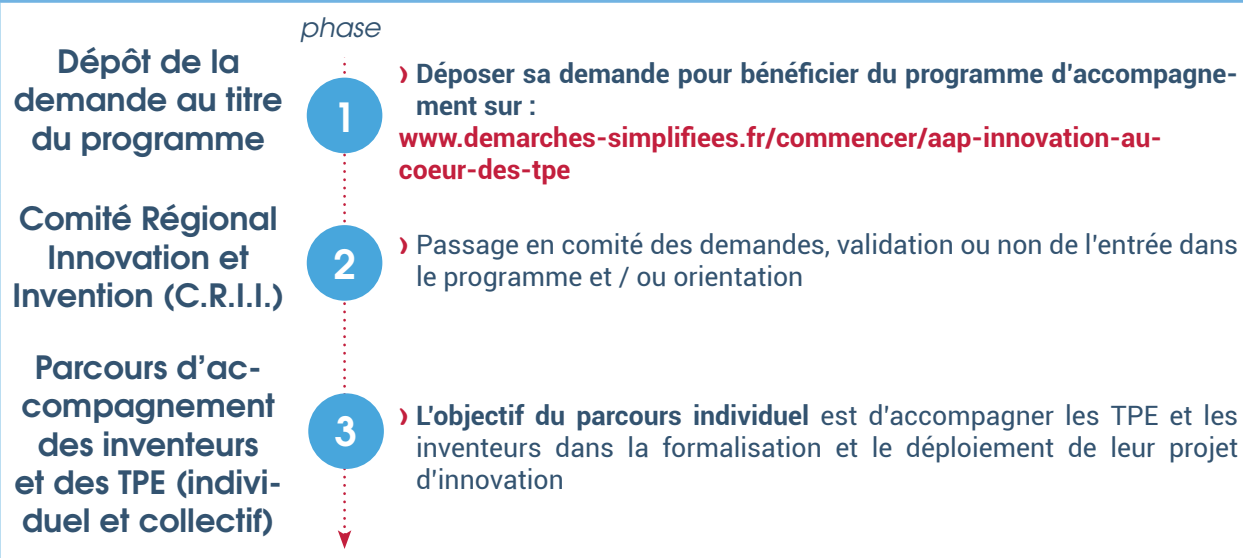 phase
Dépôt de la
demande au titre
du programme
1
› Déposer sa demande pour bénéficier du programme d'accompagne-
ment sur :
www.demarches-simplifiees.fr/commencer/aap-innovation-au-
coeur-des-tpe
Comité Régional
Innovation et
Invention (C.R.I.I.)
2
› Passage en comité des demandes, validation ou non de l'entrée dans
le programme et / ou orientation
Parcours d'ac-
compagnement
des inventeurs
et des TPE (indivi-
duel et collectif)
3
› L'objectif du parcours individuel est d'accompagner les TPE et les
inventeurs dans la formalisation et le déploiement de leur projet
d'innovation